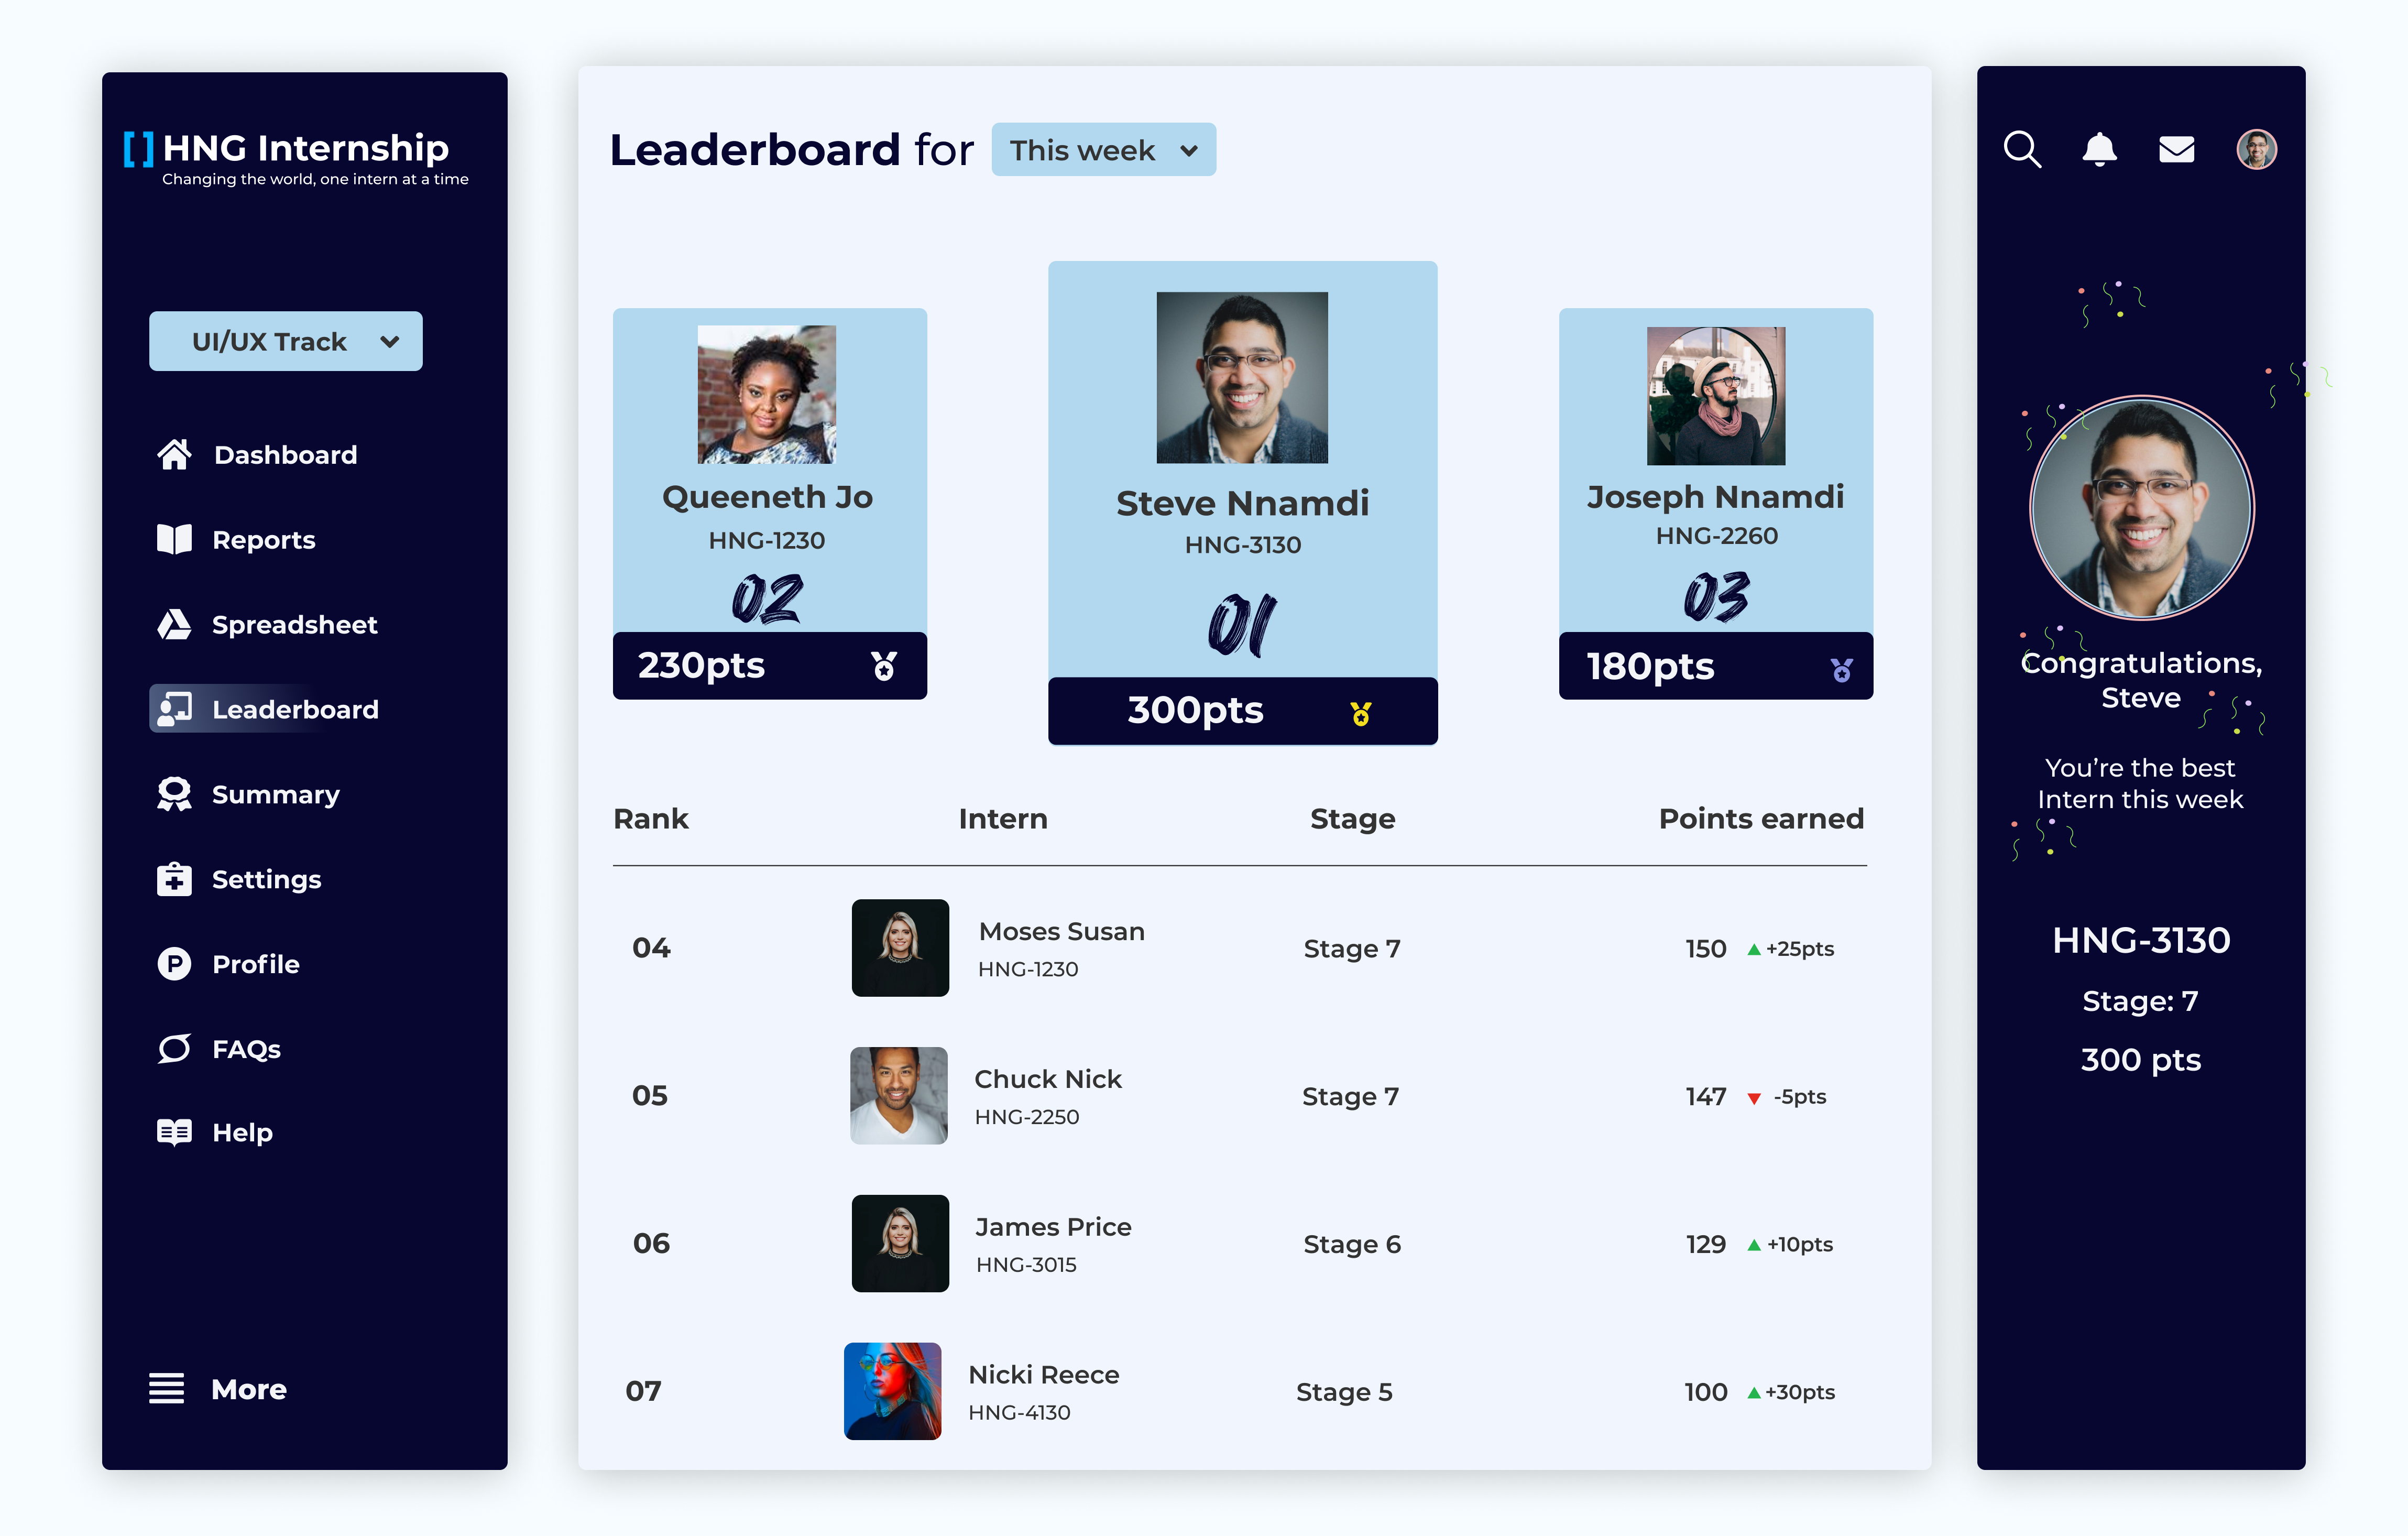 [ ] HNG Internship
Changing the world, one intern at a time
UI/UX Track
Dashboard
Reports
Spreadsheet
Leaderboard
Summary
Settings
P Profile
FAQs
Help
More
Leaderboard for This week
Queeneth Jo
HNG-1230
02
230pts
Steve Nnamdi
HNG-3130
01
300pts
Joseph Nnamdi
HNG-2260
03
180pts
Rank Intern Stage Points earned
04 Moses Susan Stage 7 150 +25pts
HNG-1230
05 Chuck Nick Stage 7 147 -5pts
HNG-2250
06 James Price Stage 6 129 +10pts
HNG-3015
07 Nicki Reece Stage 5 100 +30pts
HNG-4130
Congratulations,
Steve
You're the best
Intern this week
HNG-3130
Stage: 7
300 pts